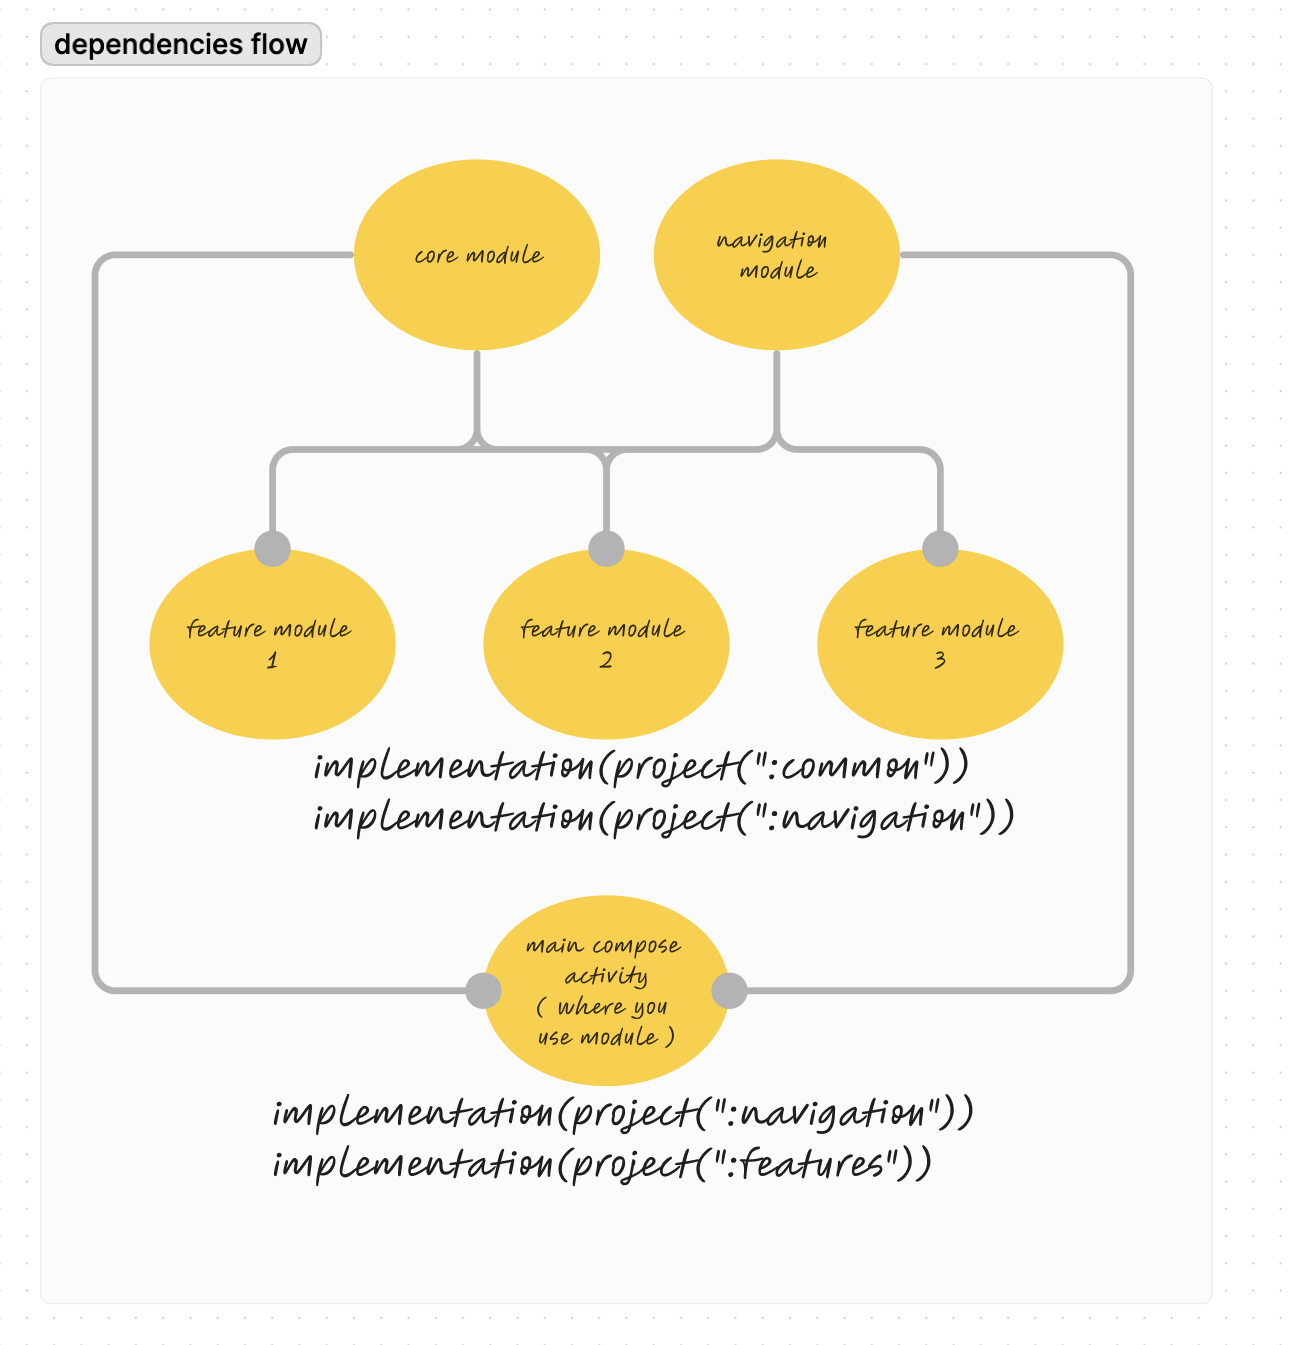 dependencies flow
core module
navigation
module
feature module
1
feature module
2
feature module
3
implementation(project(":common"))
implementation(project(":navigation"))
main compose
activity
( where you
use module )
implementation(project(":navigation"))
implementation(project(":features"))